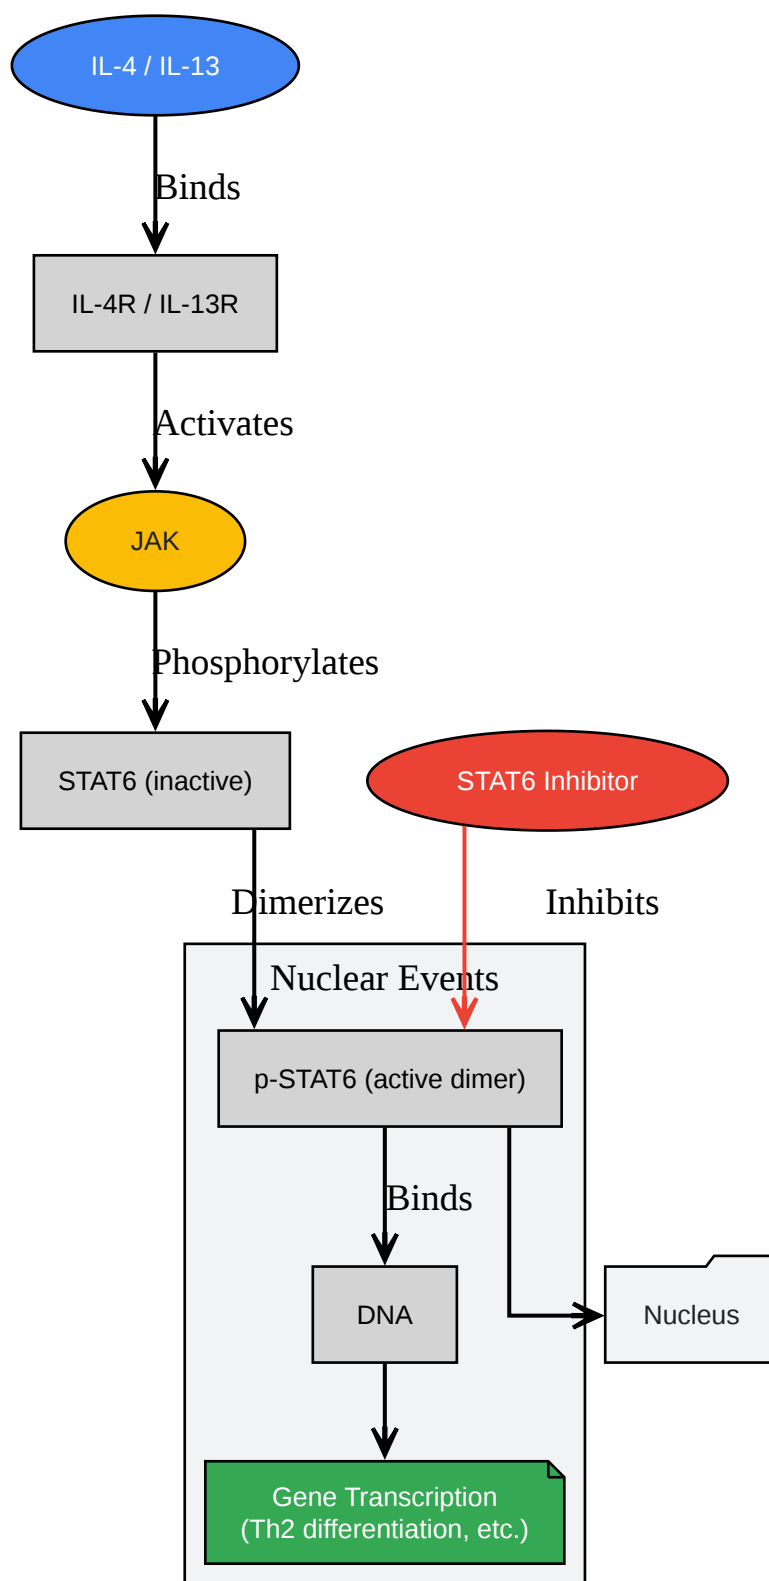 IL-4 / IL-13
Binds
IL-4R / IL-13R
Activates
JAK
Phosphorylates
STAT6 (inactive)
STAT6 Inhibitor
Dimerizes
Inhibits
Nuclear Events
p-STAT6 (active dimer)
Binds
DNA
Nucleus
Gene Transcription
(Th2 differentiation, etc.)